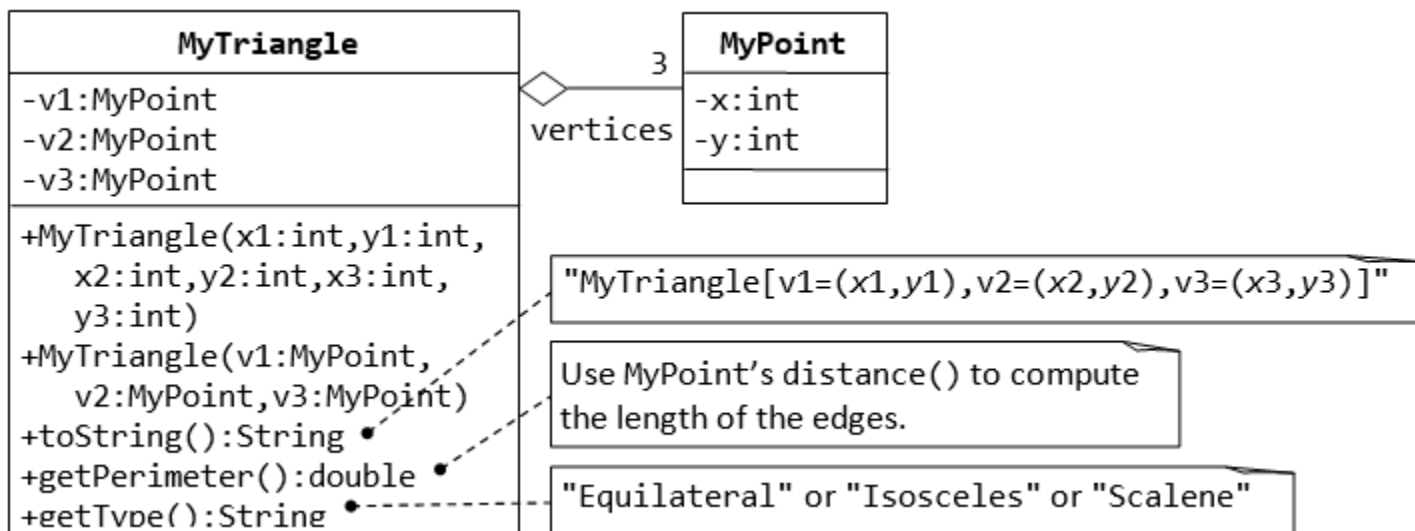 MyTriangle
-v1:MyPoint
-v2:MyPoint
-v3:MyPoint
+MyTriangle(x1:int,y1:int,
x2:int,y2:int,x3:int,
y3:int)
+MyTriangle(v1:MyPoint,
v2:MyPoint,v3:MyPoint)
+toString():String
+getPerimeter():double
+getType():String
3
vertices
MyPoint
-x:int
-y:int
"MyTriangle[v1=(x1,y1),v2=(x2,y2),v3=(x3,y3)]"
Use MyPoint's distance() to compute
the length of the edges.
"Equilateral" or "Isosceles" or "Scalene"